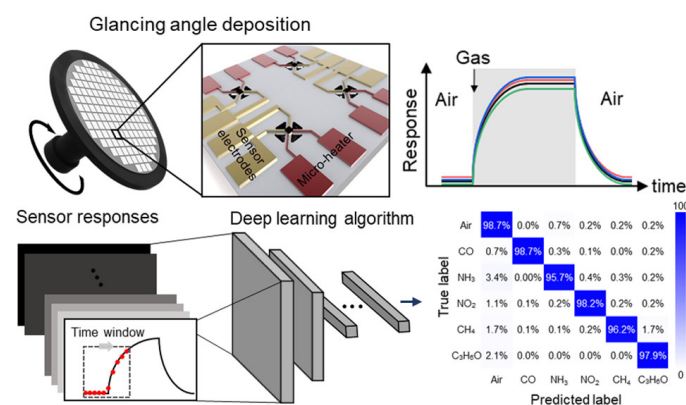 Glancing angle deposition
Sensor
electrodes
Micro-heater
Gas
Air
Air
Response
time
Sensor responses
Deep learning algorithm
Time window
100
True label
Air 98.7% 0.0% 0.7% 0.2% 0.2% 0.2%
CO 0.7% 98.7% 0.3% 0.1% 0.0% 0.2%
NH₃ 3.4% 0.00% 95.7% 0.4% 0.3% 0.2%
NO₂ 1.1% 0.1% 0.2% 98.2% 0.2% 0.2%
CH₄ 1.7% 0.1% 0.1% 0.2% 96.2% 1.7%
C₃H₆O 2.1% 0.0% 0.0% 0.0% 0.0% 97.9%
Air CO NH₃ NO₂ CH₄ C₃H₆O
Predicted label
0